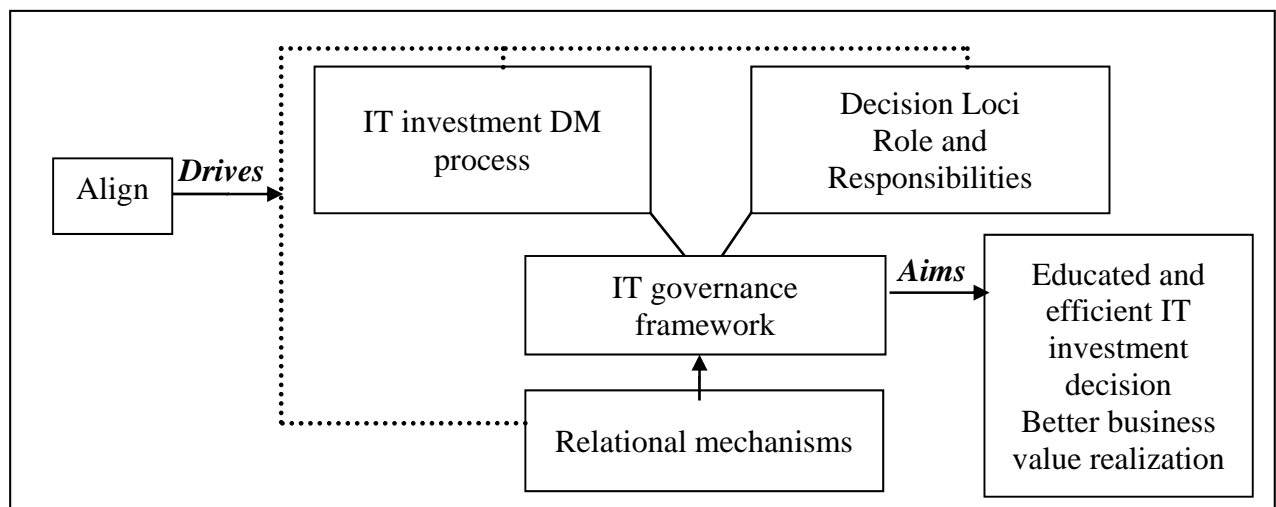 IT investment DM
process
Decision Loci
Role and
Responsibilities
Align
Drives
IT governance
framework
Aims
Educated and
efficient IT
investment
decision
Better business
value realization
Relational mechanisms